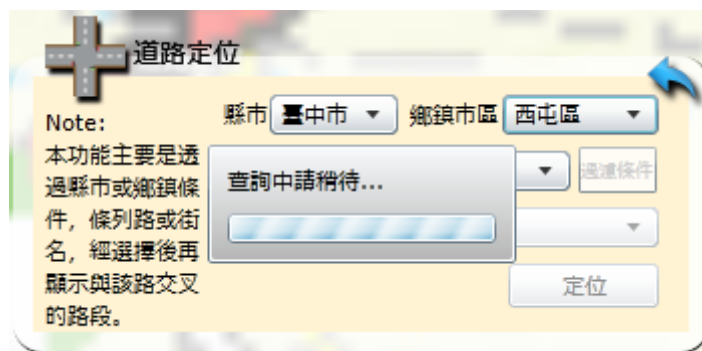 道路定位
縣市 臺中市 鄉鎮市區 西屯區
Note:
本功能主要是透
過縣市或鄉鎮條
件，條列路或街
名，經選擇後再
顯示與該路交叉
的路段。
查詢中請稍待...
過濾條件
定位